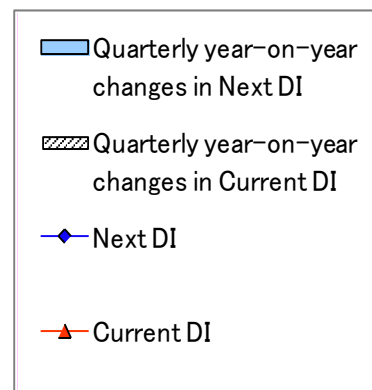 Quarterly year-on-year
changes in Next DI
Quarterly year-on-year
changes in Current DI
Next DI
Current DI